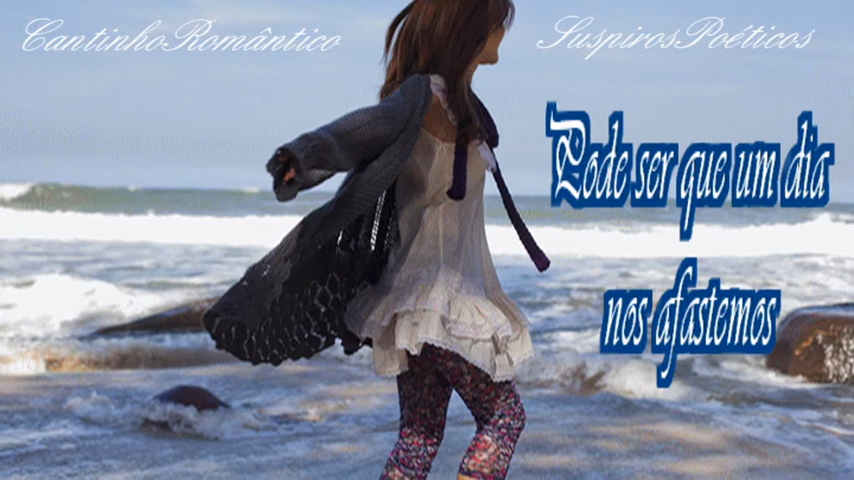 CantinhoRomântico
SuspirosPoéticos
Pode ser que um dia
nos afastemos